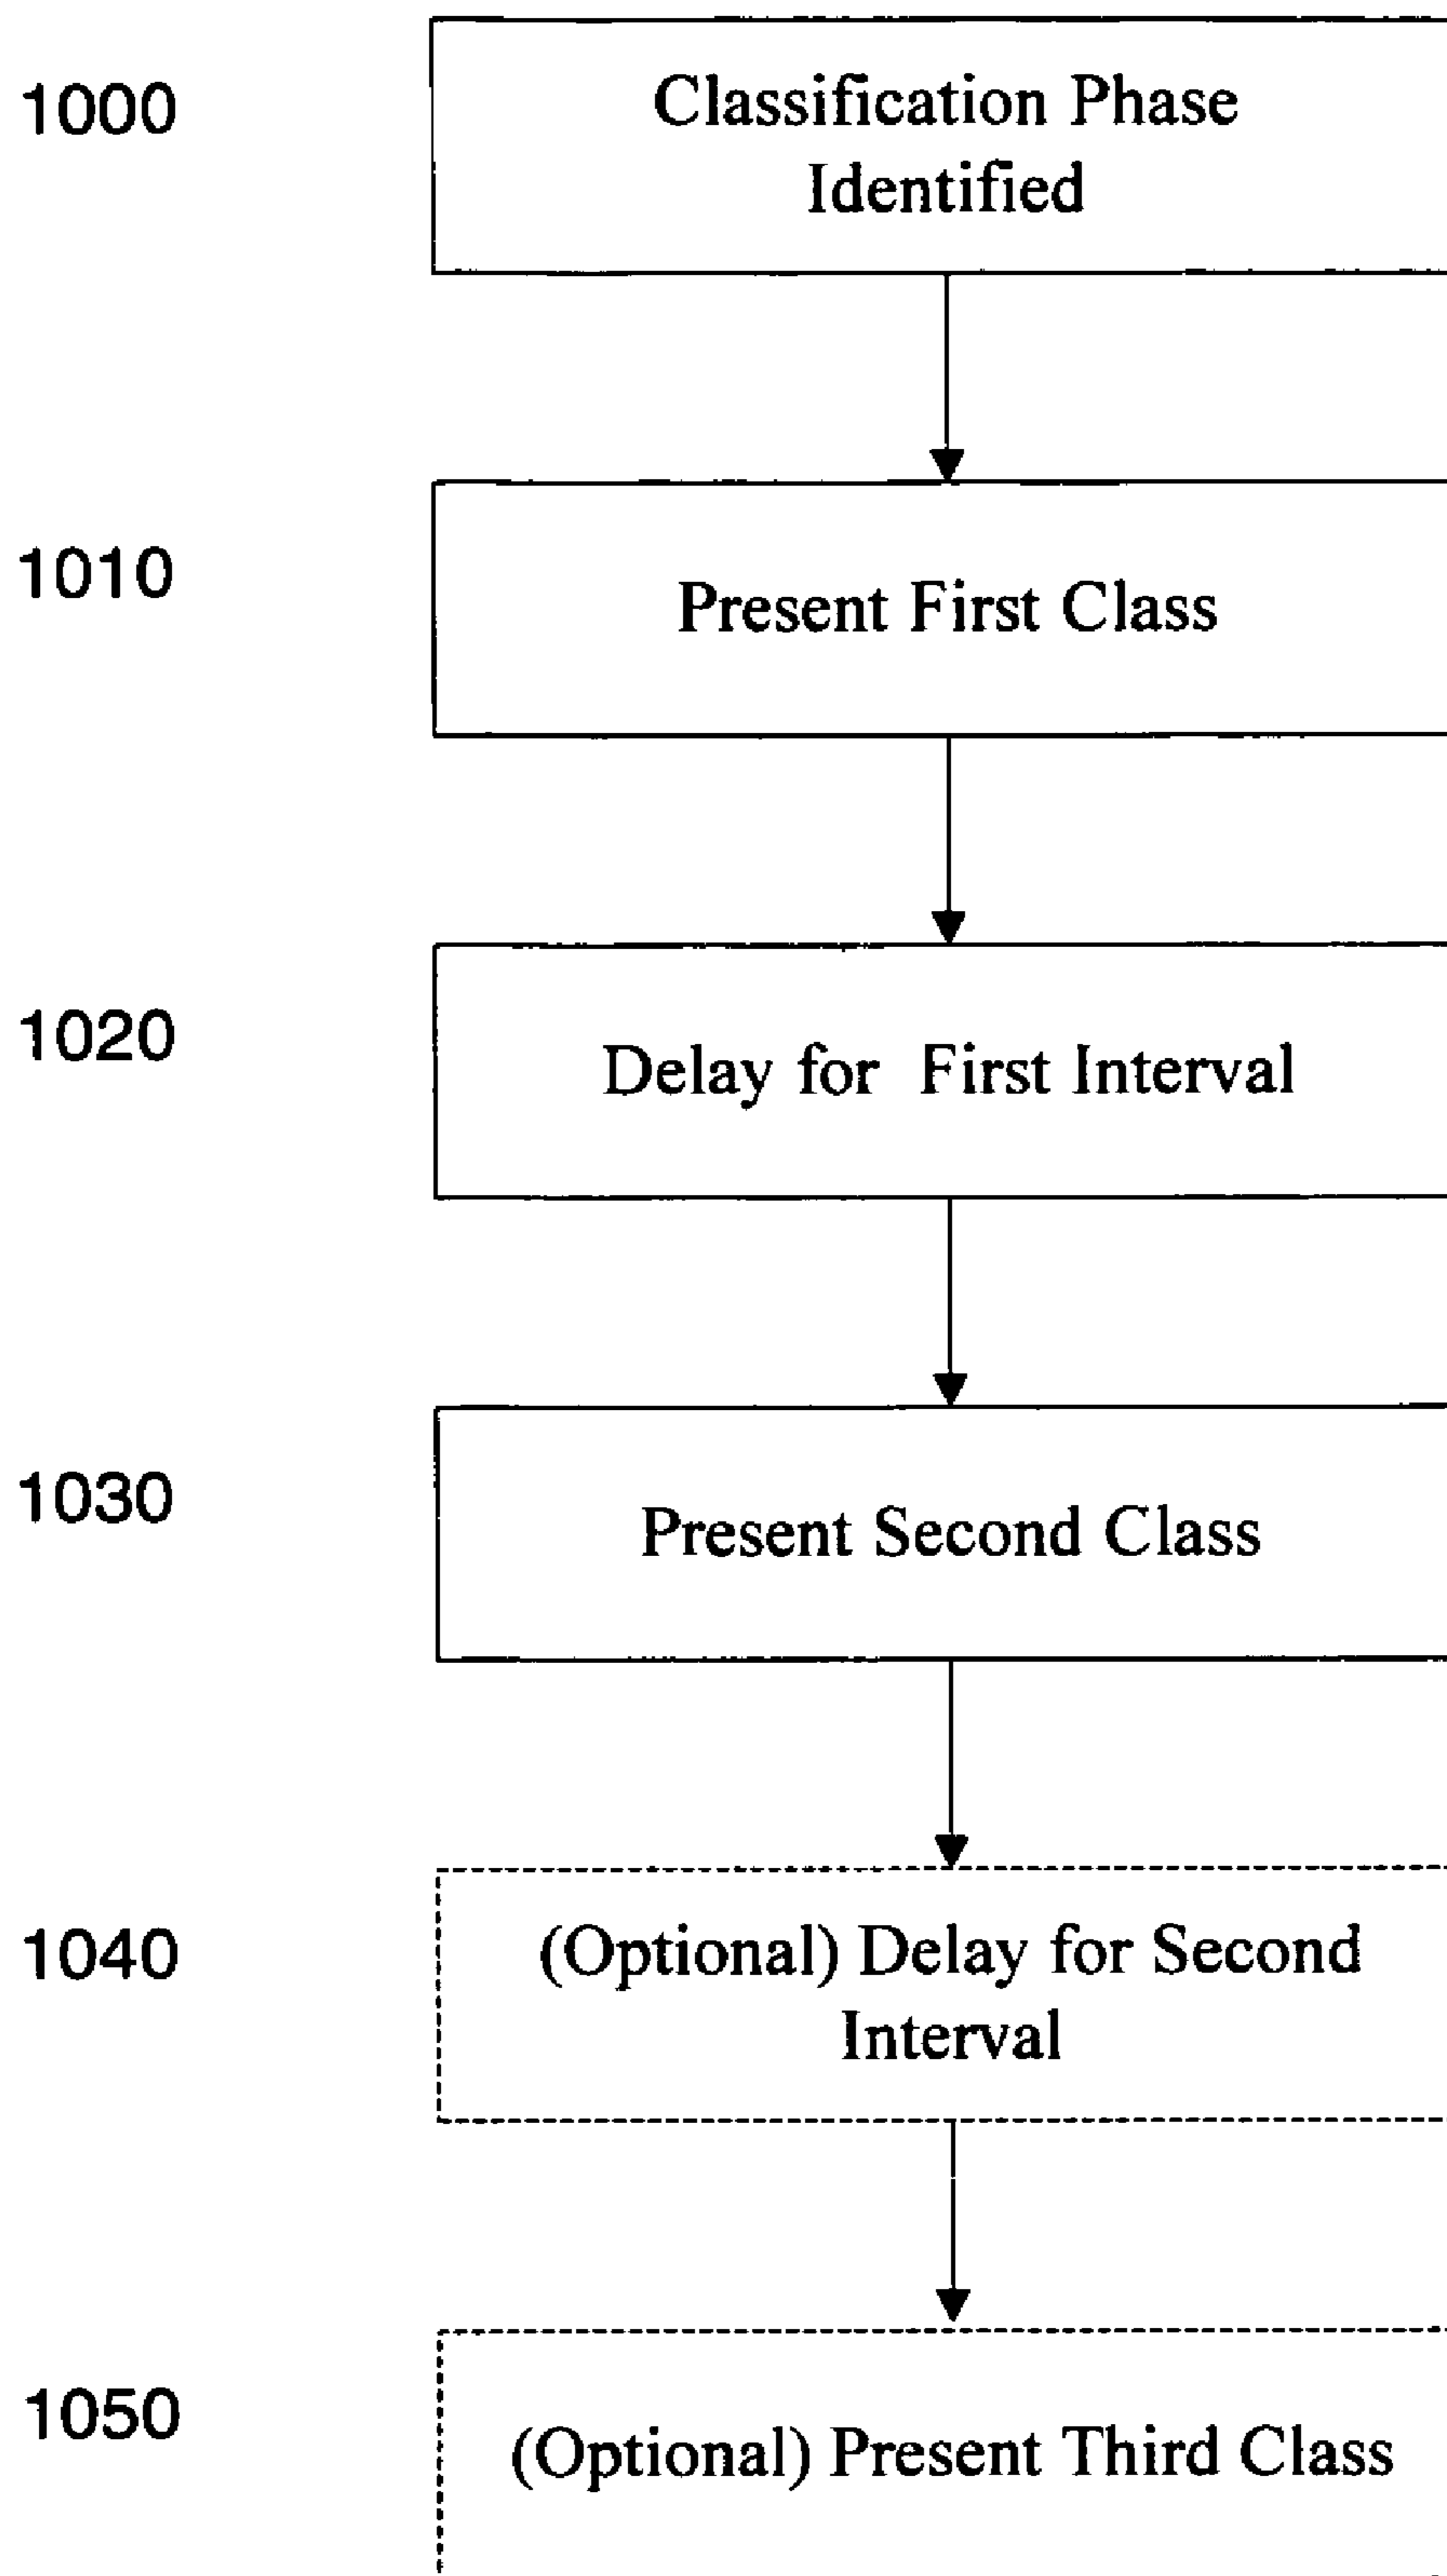 1000
Classification Phase
Identified
1010
Present First Class
1020
Delay for First Interval
1030
Present Second Class
1040
(Optional) Delay for Second
Interval
1050
(Optional) Present Third Class